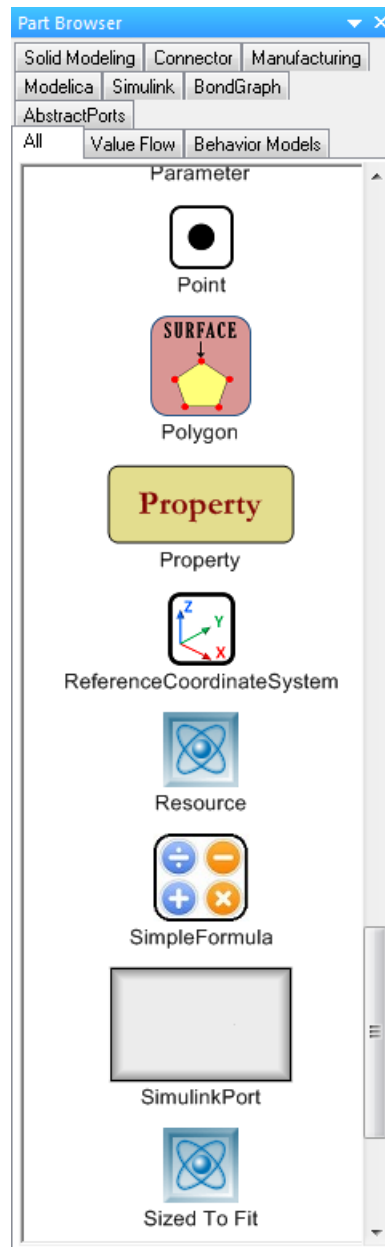 Part Browser
Solid Modeling Connector Manufacturing
Modelica Simulink BondGraph
AbstractPorts
All Value Flow Behavior Models
Parameter
Point
SURFACE
Polygon
Property
Property
Z
Y
X
ReferenceCoordinateSystem
Resource
SimpleFormula
SimulinkPort
Sized To Fit